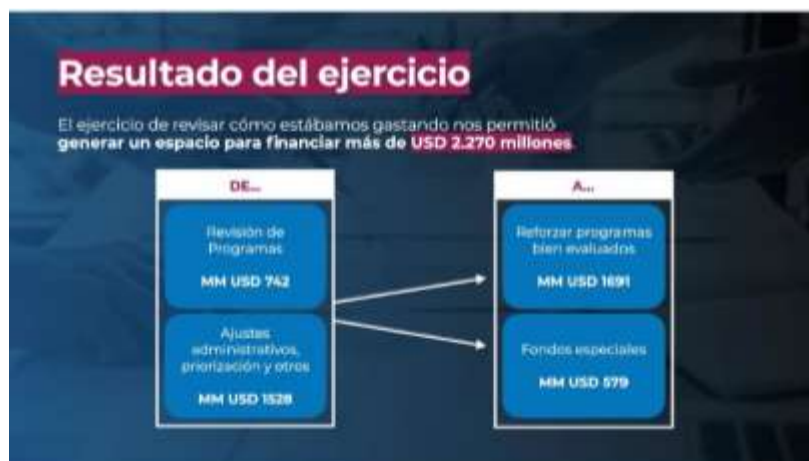 Resultado del ejercicio
El ejercicio de revisar cómo estábamos gastando nos permitió
generar un espacio para financiar más de USD 2.270 millones.
DE...
Revisión de
Programas
MM USD 742
Ajustes
administrativos,
priorización y otros
MM USD 1528
A...
Reforzar programas
bien evaluados
MM USD 1691
Fondos especiales
MM USD 579